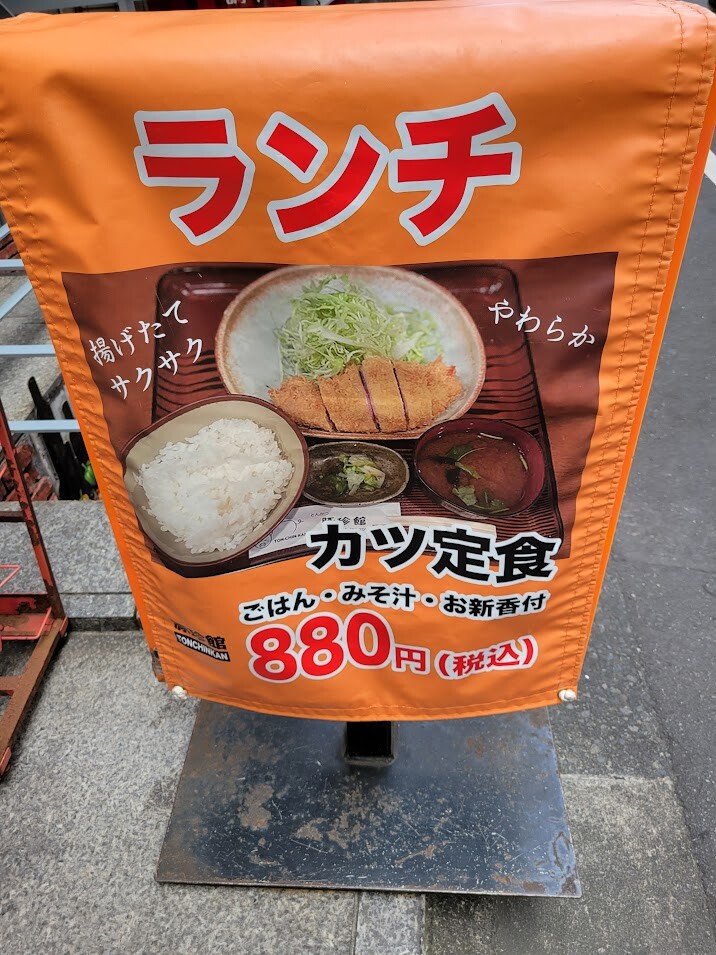 ランチ
揚げたて
サクサク
やわらか
カツ定食
ごはん・みそ汁・お新香付
TONCHINKAN
880円(税込)